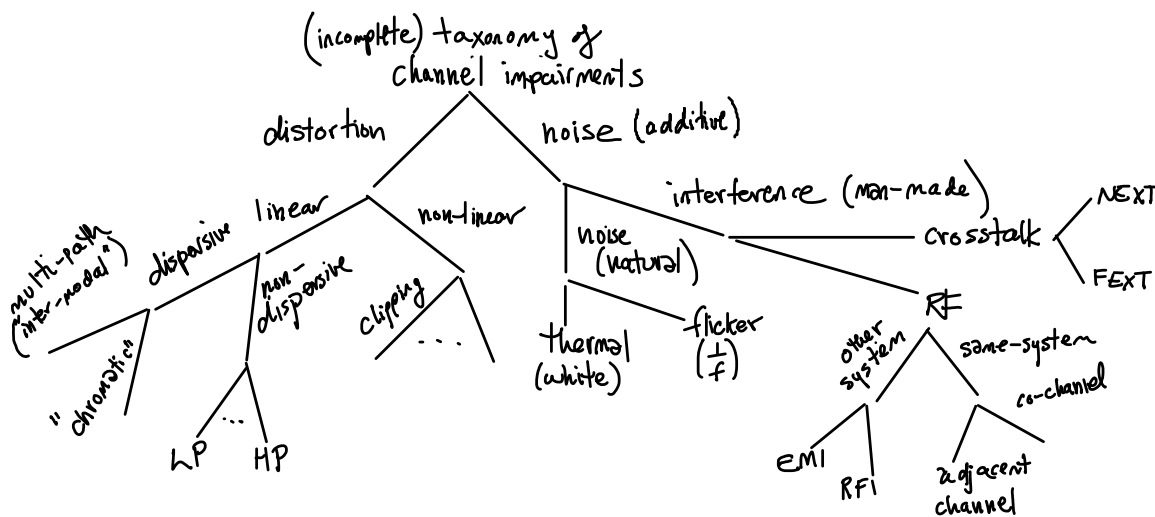 (incomplete) taxonomy of
channel impairments
distortion
noise (additive)
linear
non-linear
dispersive
multi-path
("inter-modal")
"chromatic"
non-
dispersive
LP
...
HP
clipping
...
noise
(natural)
thermal
(white)
flicker
(1/f)
interference (man-made)
crosstalk
NEXT
FEXT
RF
other
system
same-system
EMI
RFI
co-channel
adjacent
channel